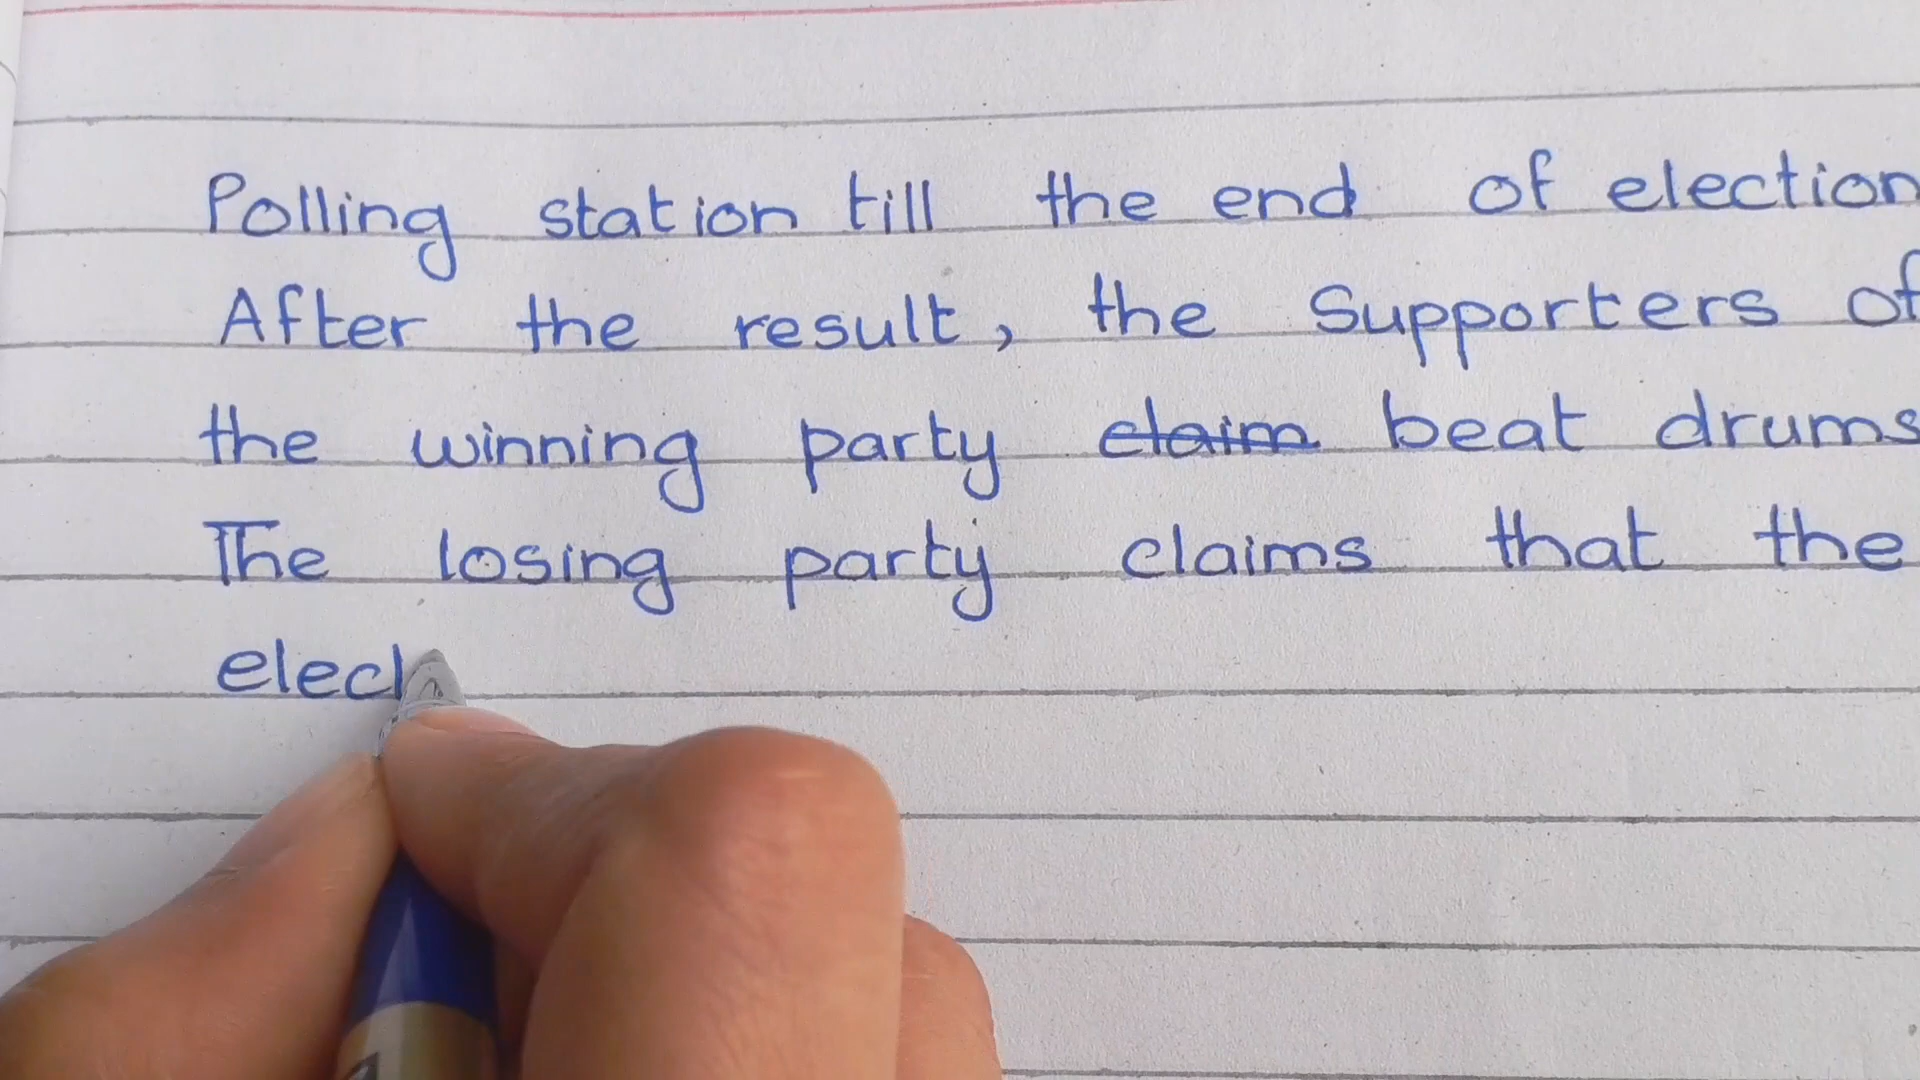 Polling station till the end of election
After the result, the Supporters of
the winning party claim beat drums
The losing party claims that the
elect